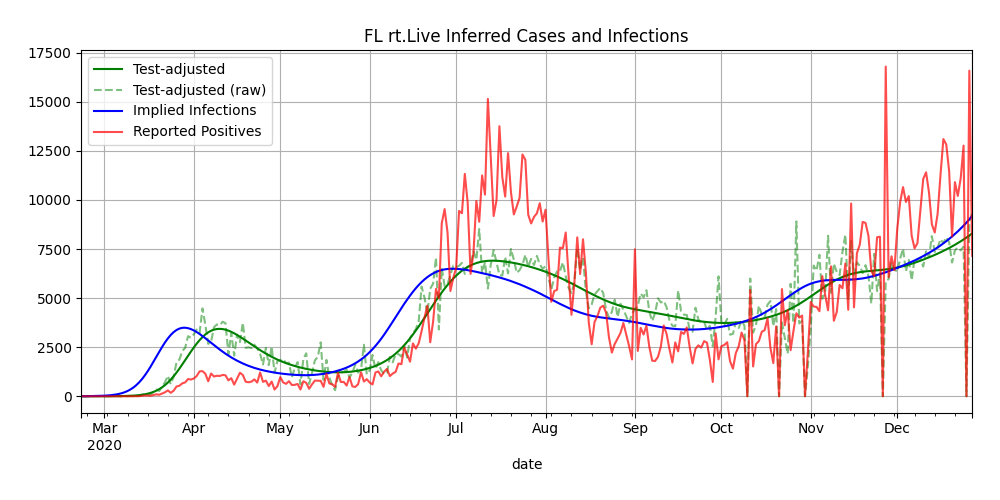 FL rt.Live Inferred Cases and Infections
17500
15000
12500
10000
7500
5000
2500
0
Test-adjusted
Test-adjusted (raw)
Implied Infections
Reported Positives
Mar Apr May Jun Jul Aug Sep Oct Nov Dec
2020
date